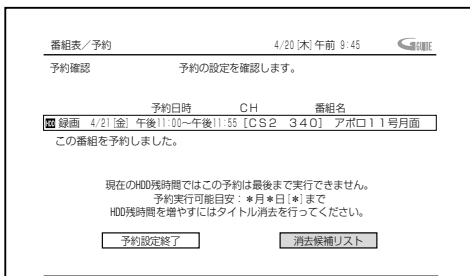 番組表／予約 4/20[木]午前 9:45 GGUIDE
予約確認 予約の設定を確認します。
予約日時 ＣＨ 番組名
HDD 録画 4/21[金] 午後11:00～午後11:55 [ＣＳ２ ３４０] アポロ１１号月面
この番組を予約しました。
現在のHDD残時間ではこの予約は最後まで実行できません。
予約実行可能目安：＊月＊日[＊]まで
HDD残時間を増やすにはタイトル消去を行ってください。
予約設定終了 消去候補リスト